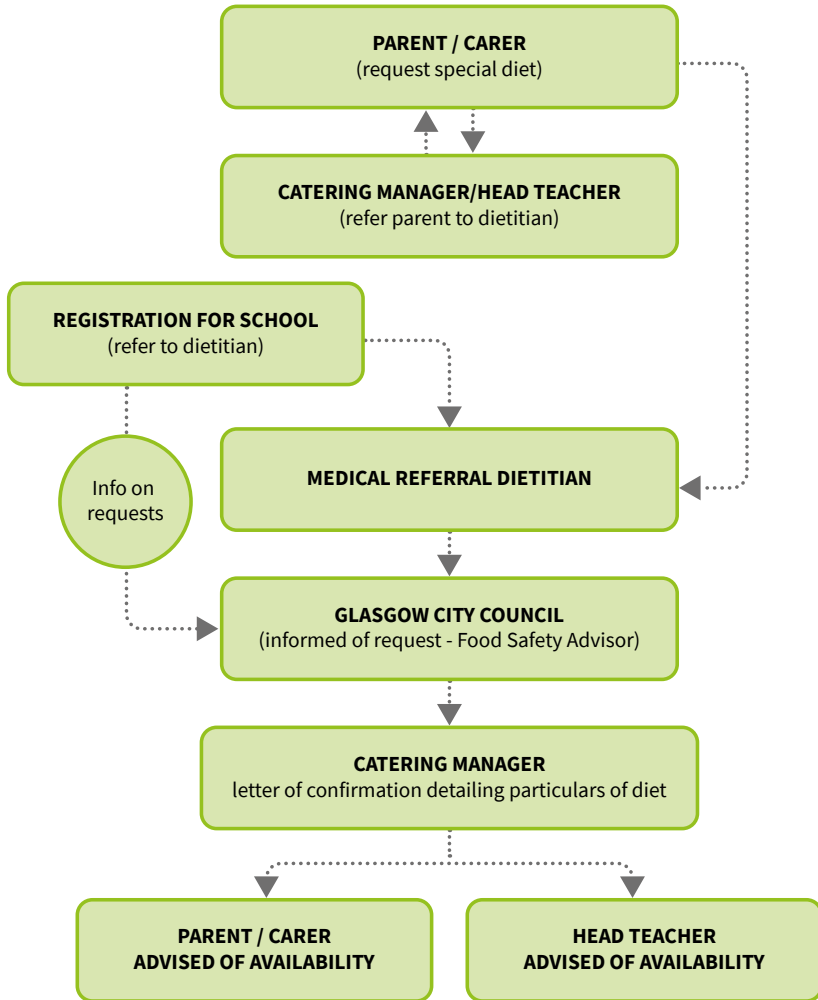 PARENT / CARER
(request special diet)
CATERING MANAGER/HEAD TEACHER
(refer parent to dietitian)
REGISTRATION FOR SCHOOL
(refer to dietitian)
Info on
requests
MEDICAL REFERRAL DIETITIAN
GLASGOW CITY COUNCIL
(informed of request - Food Safety Advisor)
CATERING MANAGER
letter of confirmation detailing particulars of diet
PARENT / CARER
ADVISED OF AVAILABILITY
HEAD TEACHER
ADVISED OF AVAILABILITY